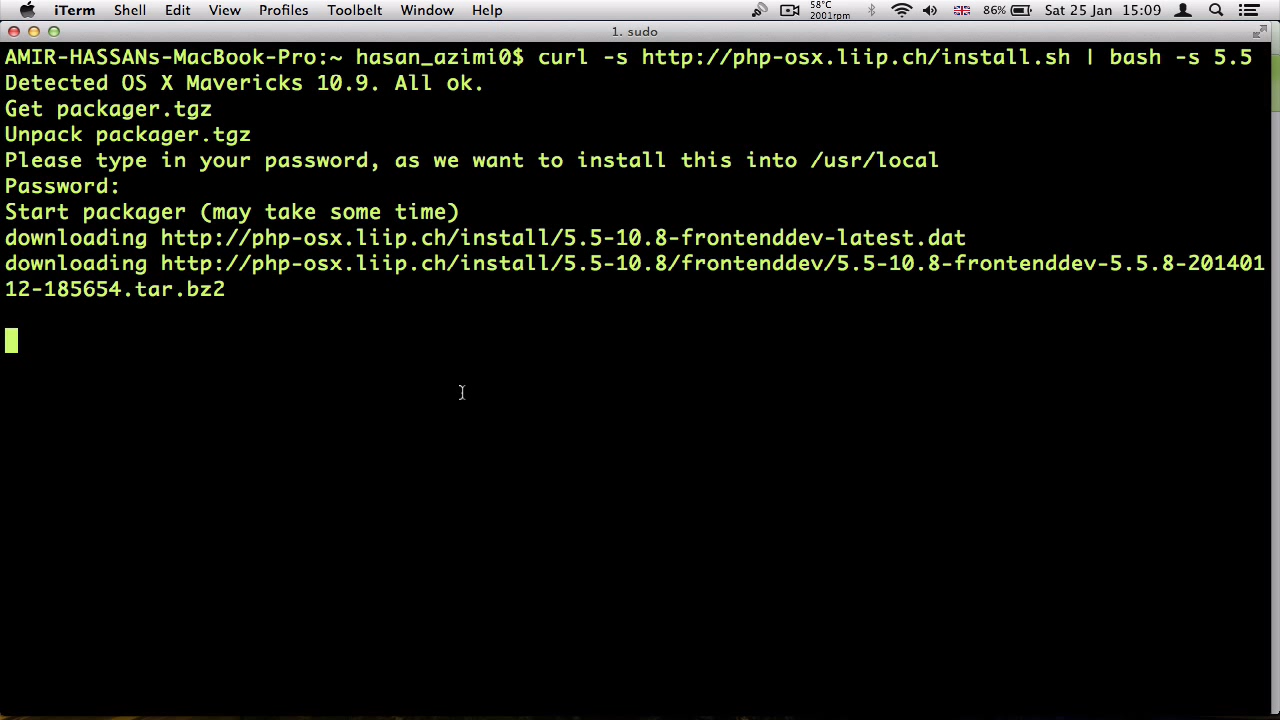 iTerm Shell Edit View Profiles Toolbelt Window Help 58°C 2001rpm 86% Sat 25 Jan 15:09
1. sudo
AMIR-HASSANs-MacBook-Pro:~ hasan_azimi0$ curl -s http://php-osx.liip.ch/install.sh | bash -s 5.5
Detected OS X Mavericks 10.9. All ok.
Get packager.tgz
Unpack packager.tgz
Please type in your password, as we want to install this into /usr/local
Password:
Start packager (may take some time)
downloading http://php-osx.liip.ch/install/5.5-10.8-frontenddev-latest.dat
downloading http://php-osx.liip.ch/install/5.5-10.8/frontenddev/5.5-10.8-frontenddev-5.5.8-201401
12-185654.tar.bz2